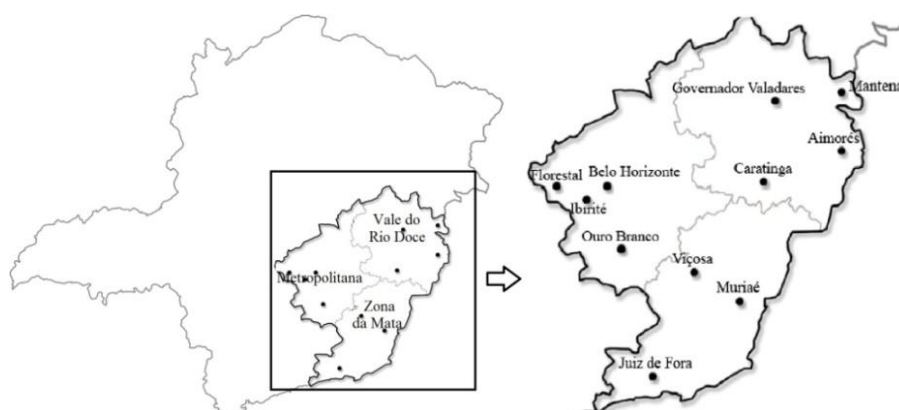 Vale do
Rio Doce
Metropolitana
Zona
da Mata
Governador Valadares
Mantena
Aimorés
Caratinga
Florestal
Belo Horizonte
Ibirité
Ouro Branco
Viçosa
Muriaé
Juiz de Fora